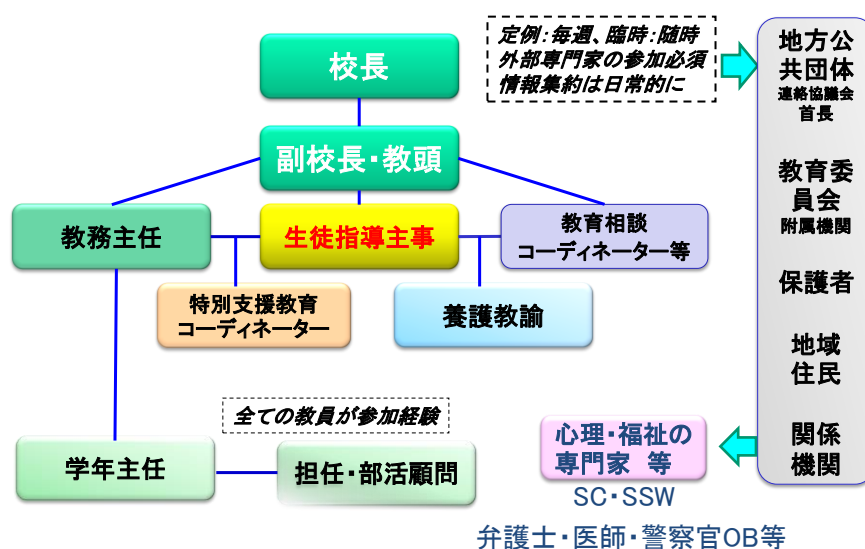 校長
定例：毎週、臨時：随時
外部専門家の参加必須
情報集約は日常的に
副校長・教頭
教務主任
生徒指導主事
教育相談
コーディネーター等
特別支援教育
コーディネーター
養護教諭
全ての教員が参加経験
学年主任
担任・部活顧問
心理・福祉の
専門家　等
SC・SSW
弁護士・医師・警察官OB等
地方公
共団体
連絡協議会
首長
教育委
員会
附属機関
保護者
地域
住民
関係
機関